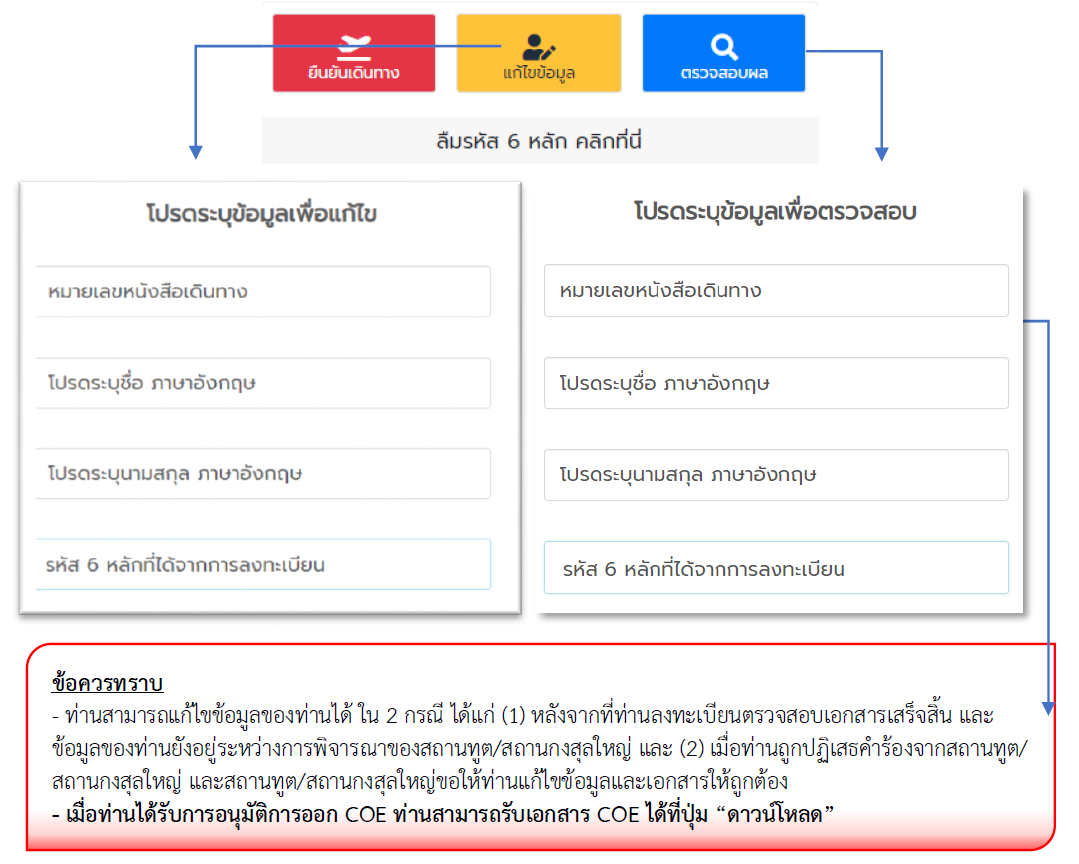 ยืนยันเดินทาง
แก้ไขข้อมูล
ตรวจสอบผล
ลืมรหัส 6 หลัก คลิกที่นี่
โปรดระบุข้อมูลเพื่อแก้ไข
หมายเลขหนังสือเดินทาง
โปรดระบุชื่อ ภาษาอังกฤษ
โปรดระบุนามสกุล ภาษาอังกฤษ
รหัส 6 หลักที่ได้จากการลงทะเบียน
โปรดระบุข้อมูลเพื่อตรวจสอบ
หมายเลขหนังสือเดินทาง
โปรดระบุชื่อ ภาษาอังกฤษ
โปรดระบุนามสกุล ภาษาอังกฤษ
รหัส 6 หลักที่ได้จากการลงทะเบียน
ข้อควรทราบ
- ท่านสามารถแก้ไขข้อมูลของท่านได้ ใน 2 กรณี ได้แก่ (1) หลังจากที่ท่านลงทะเบียนตรวจสอบเอกสารเสร็จสิ้น และ
ข้อมูลของท่านยังอยู่ระหว่างการพิจารณาของสถานทูต/สถานกงสุลใหญ่ และ (2) เมื่อท่านถูกปฏิเสธคำร้องจากสถานทูต/
สถานกงสุลใหญ่ และสถานทูต/สถานกงสุลใหญ่ขอให้ท่านแก้ไขข้อมูลและเอกสารให้ถูกต้อง
- เมื่อท่านได้รับการอนุมัติการออก COE ท่านสามารถรับเอกสาร COE ได้ที่ปุ่ม “ดาวน์โหลด”